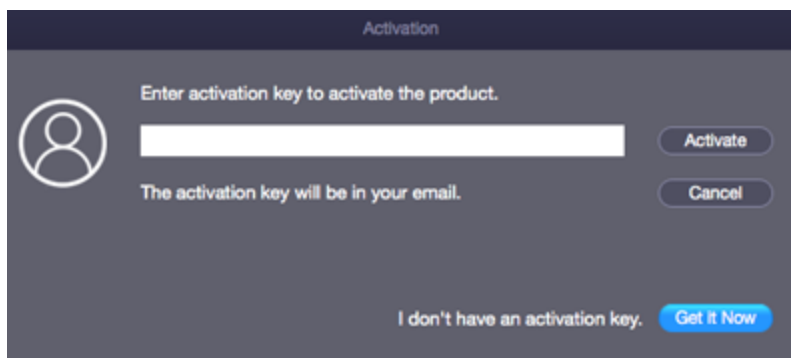 Activation
Enter activation key to activate the product.
Activate
The activation key will be in your email.
Cancel
I don't have an activation key.
Get it Now